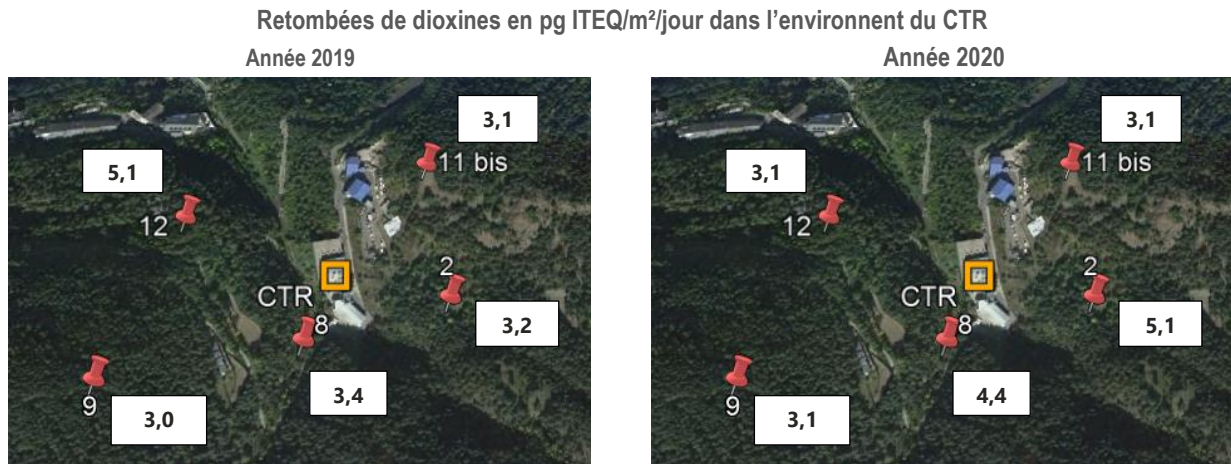 Retombées de dioxines en pg ITEQ/m²/jour dans l’environnent du CTR
Année 2019
3,1
11 bis
5,1
12
2
CTR
8
3,2
3,4
9
3,0
Année 2020
3,1
11 bis
3,1
12
2
CTR
8
5,1
4,4
9
3,1